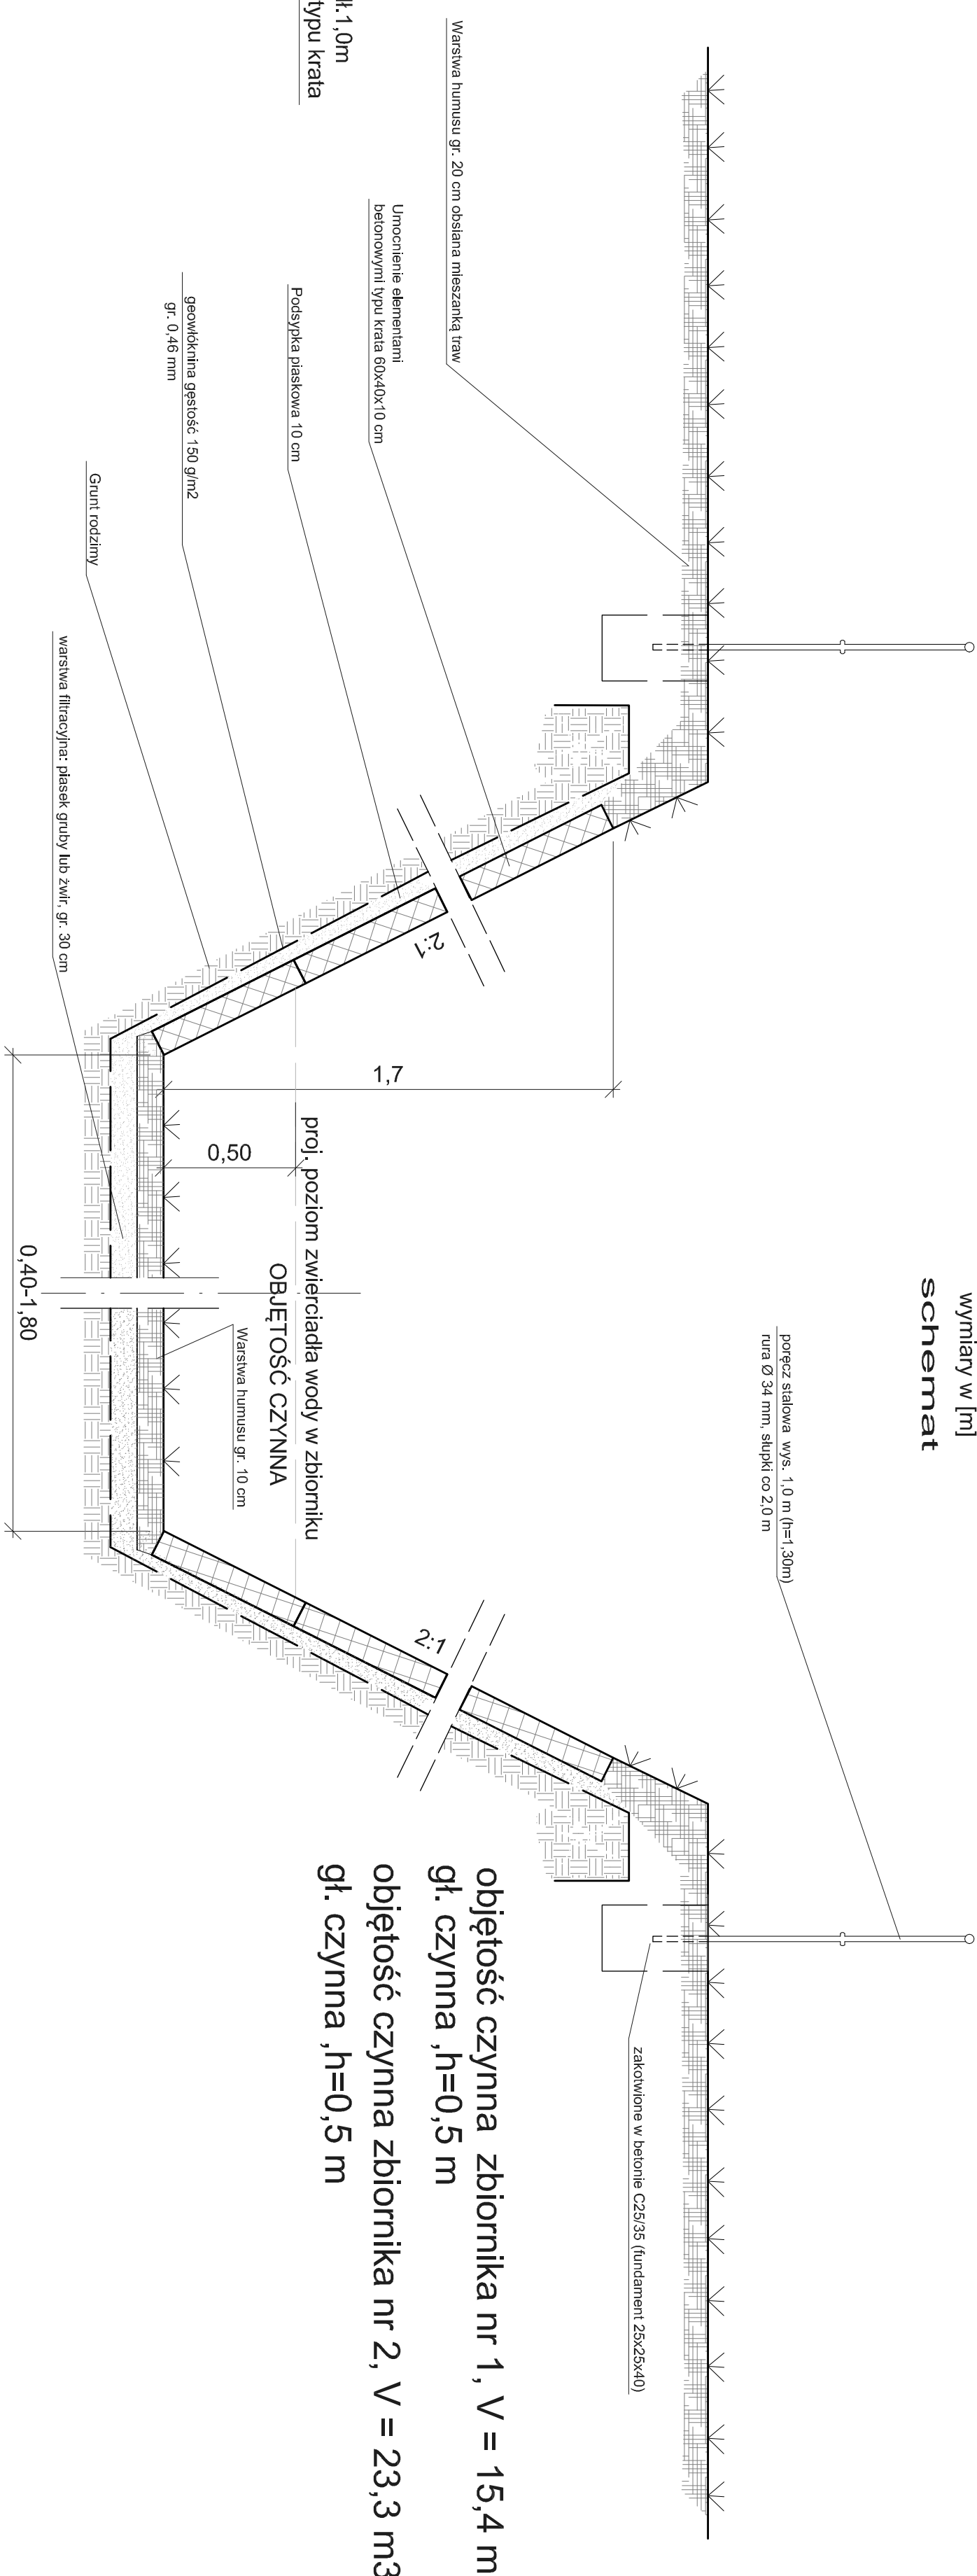 wymiary w [m]
schemat
poręcz stalowa wys. 1,0 m (h=1,30m)
rura Ø 34 mm, słupki co 2,0 m
Warstwa humusu gr. 20 cm obsiana mieszanką traw
Umocnienie elementami
betonowymi typu krata 60x40x10 cm
Podsypka piaskowa 10 cm
geowłóknina gęstość 150 g/m2
gr. 0,46 mm
Grunt rodzimy
warstwa filtracyjna: piasek gruby lub żwir, gr. 30 cm
ł.1,0m
typu krata
2:1
1,7
0,50
proj. poziom zwierciadła wody w zbiorniku
OBJĘTOŚĆ CZYNNA
Warstwa humusu gr. 10 cm
0,40-1,80
2:1
zakotwione w betonie C25/35 (fundament 25x25x40)
objętość czynna zbiornika nr 1, V = 15,4 m
gł. czynna ,h=0,5 m
objętość czynna zbiornika nr 2, V = 23,3 m3
gł. czynna ,h=0,5 m